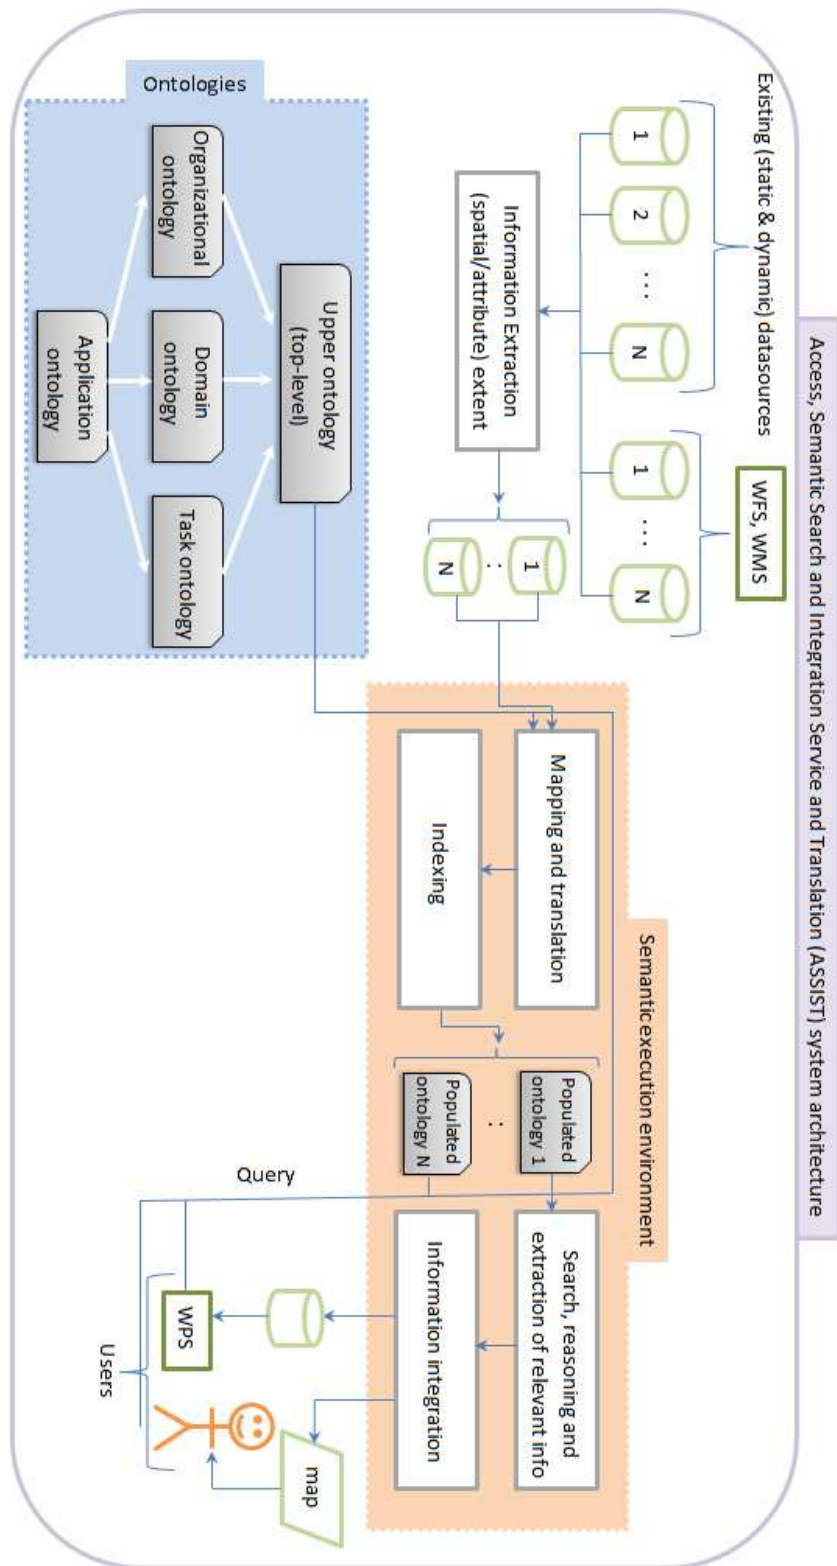 Access, Semantic Search and Integration Service and Translation (ASSIST) system architecture
Existing (static & dynamic) datasources
WFS, WMS
1
2
...
N
1
...
N
Information Extraction
(spatial/attribute) extent
1
:
N
Ontologies
Upper ontology
(top-level)
Organizational
ontology
Domain
ontology
Task ontology
Application
ontology
Semantic execution environment
Mapping and translation
Indexing
Populated
ontology 1
:
Populated
ontology N
Search, reasoning and
extraction of relevant info
Information integration
Query
WPS
map
Users